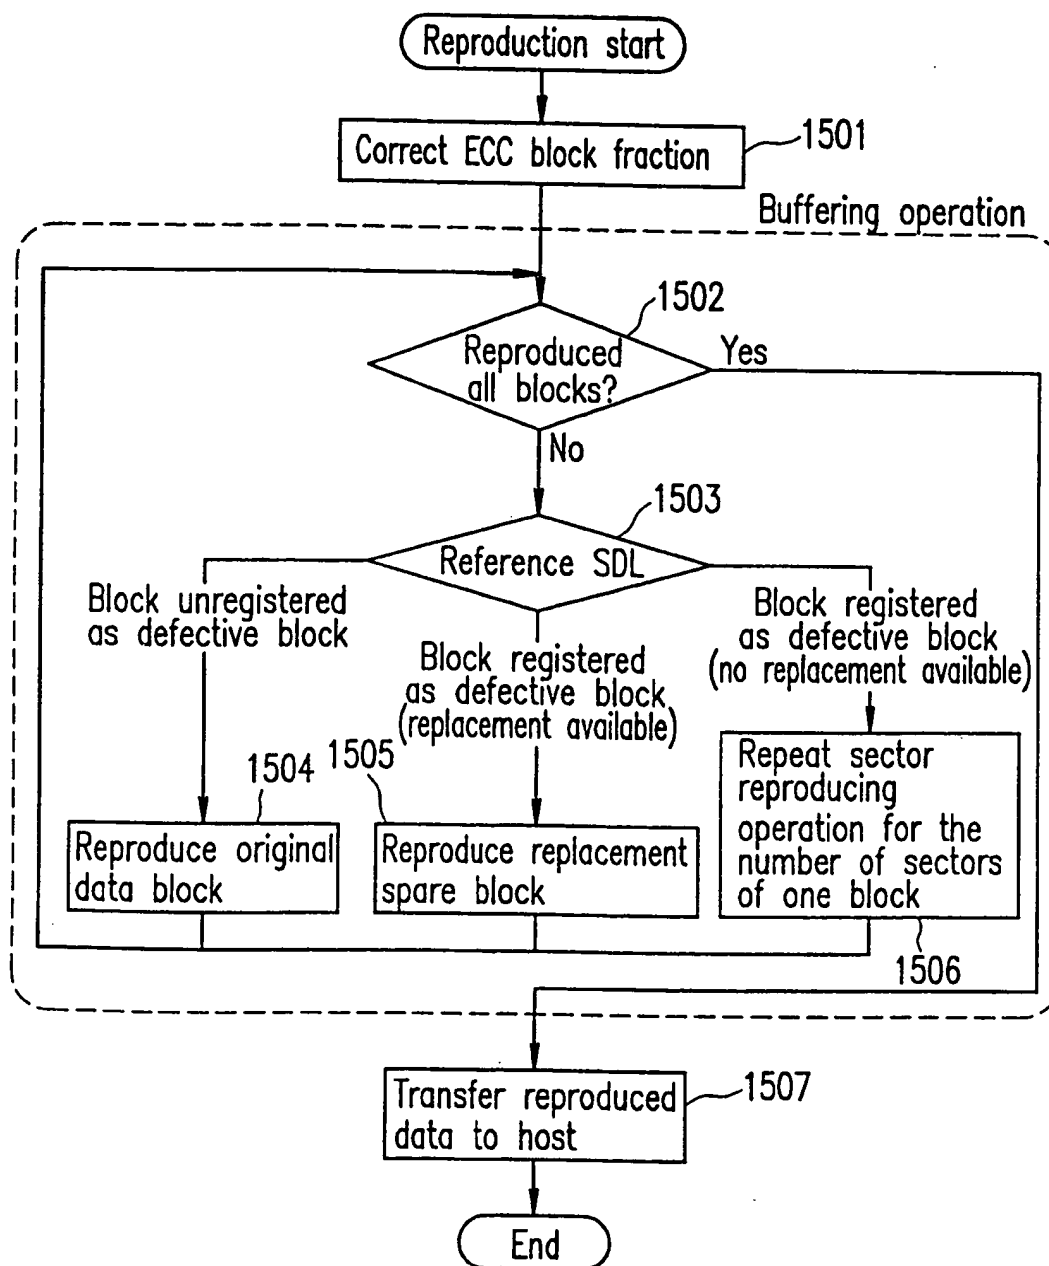 Reproduction start
Correct ECC block fraction
1501
Buffering operation
1502
Reproduced
all blocks?
Yes
No
1503
Reference SDL
Block unregistered
as defective block
Block registered
as defective block
(replacement available)
Block registered
as defective block
(no replacement available)
1504
Reproduce original
data block
1505
Reproduce replacement
spare block
Repeat sector
reproducing
operation for the
number of sectors
of one block
1506
Transfer reproduced
data to host
1507
End